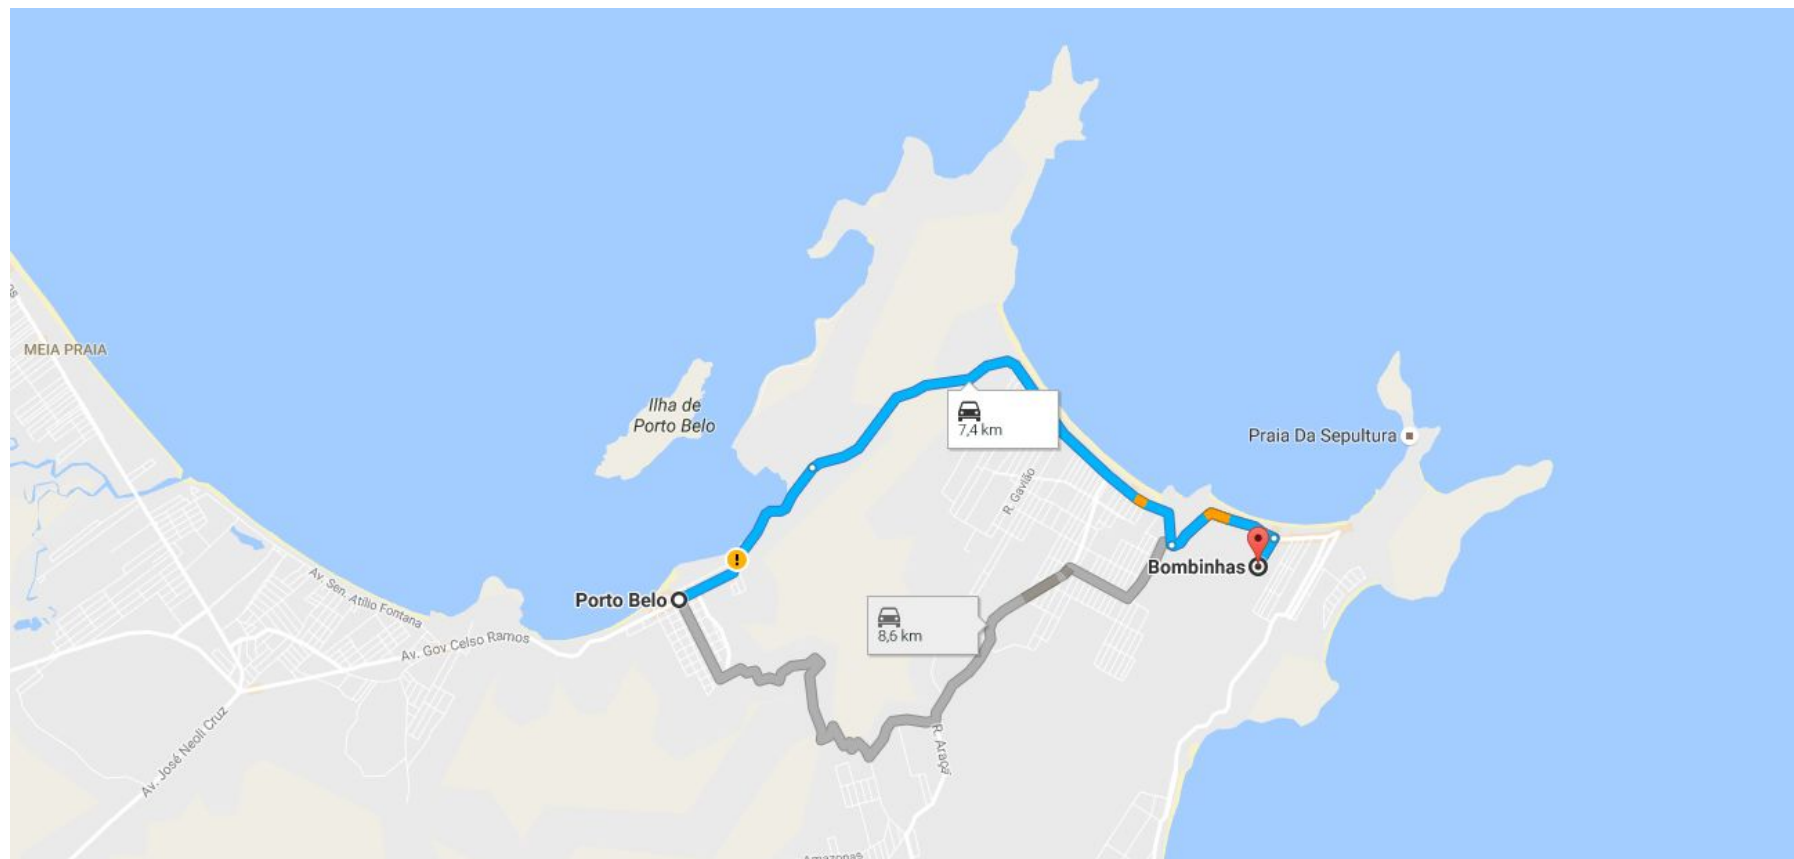 MEIA PRAIA
Ilha de
Porto Belo
7,4 km
Praia Da Sepultura
R. Gavião
Bombinhas
Porto Belo
Av. Sen. Atílio Fontana
8,6 km
Av. Gov Celso Ramos
Av. José Neoli Cruz
R. Araçá
Amazonas